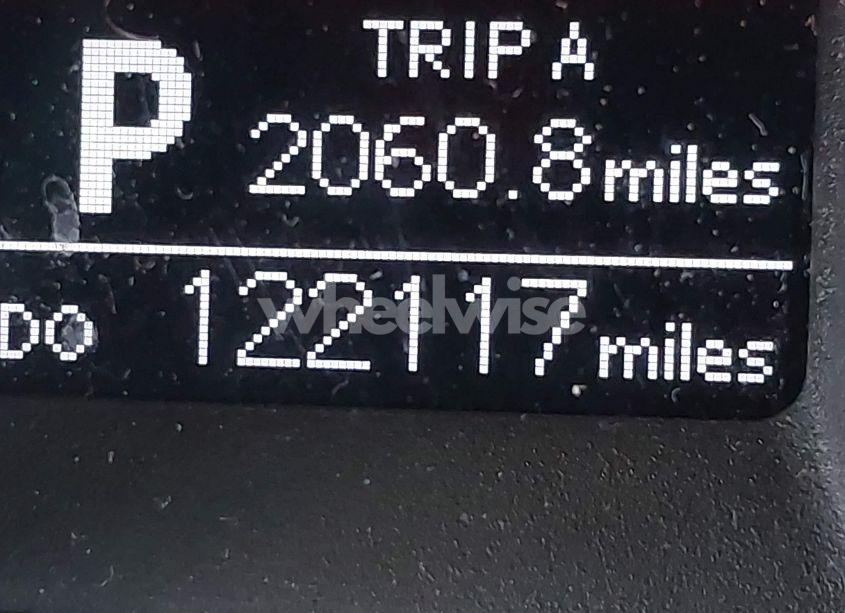 P
TRIP A
2060.8 miles
DO 122117 miles
wheelwise